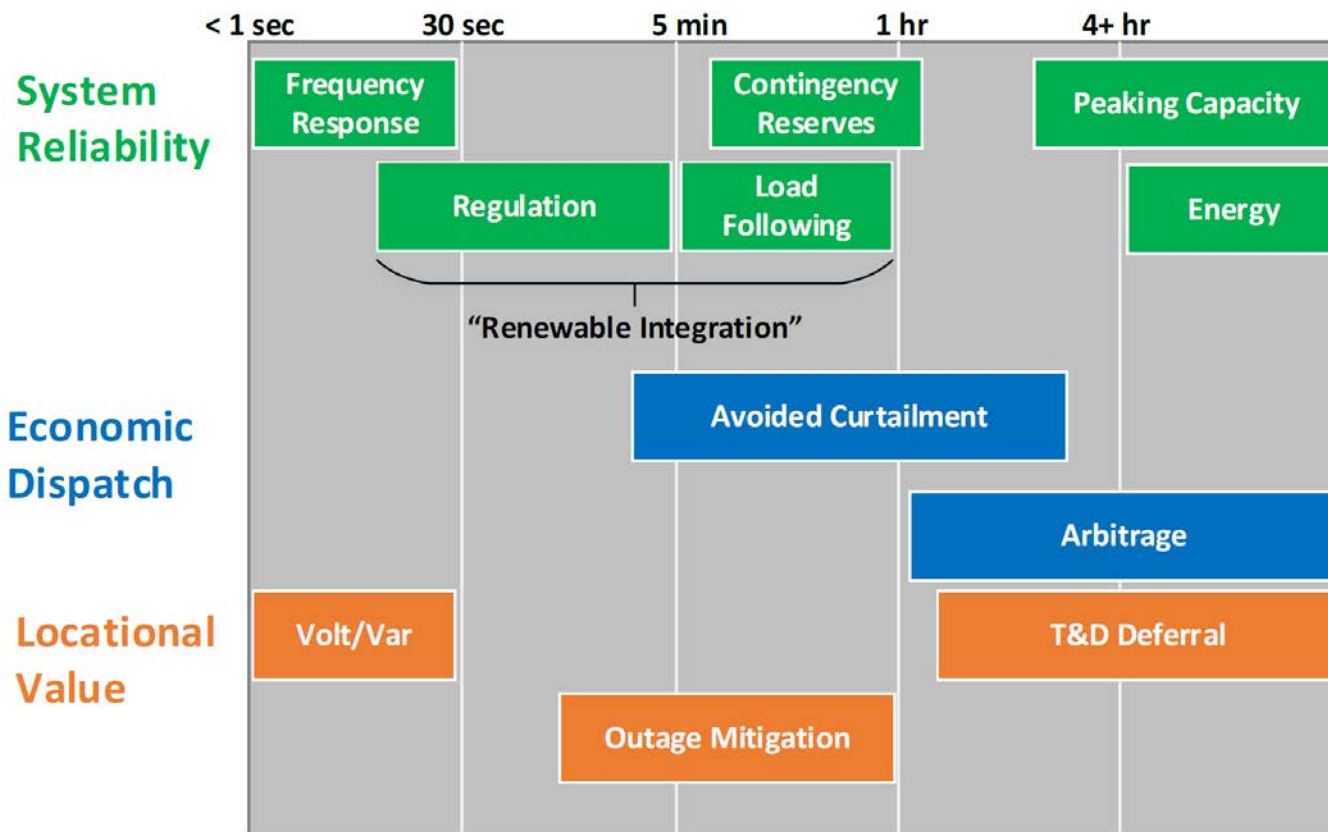 < 1 sec 30 sec 5 min 1 hr 4+ hr
System
Reliability
Frequency
Response
Contingency
Reserves
Peaking Capacity
Regulation
Load
Following
Energy
“Renewable Integration”
Economic
Dispatch
Avoided Curtailment
Arbitrage
Locational
Value
Volt/Var
T&D Deferral
Outage Mitigation